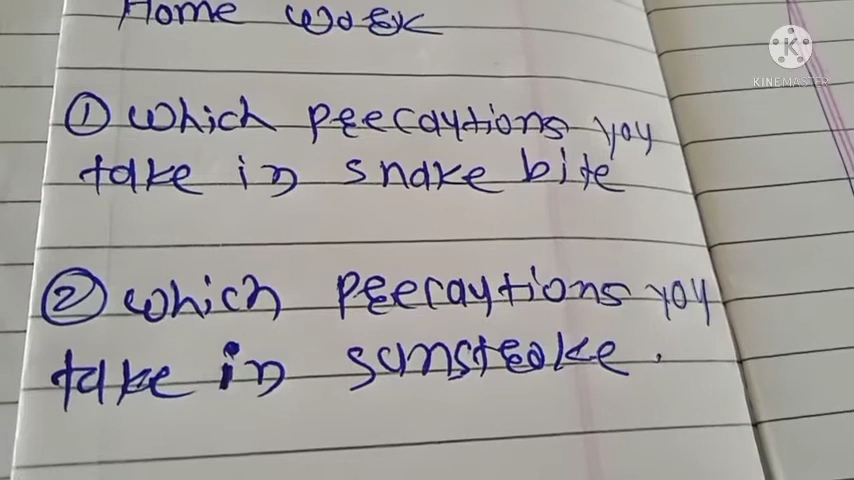 Home work
KINEMASTER
① Which precautions you
take in snake bite
② Which precautions you
take in sunstroke.